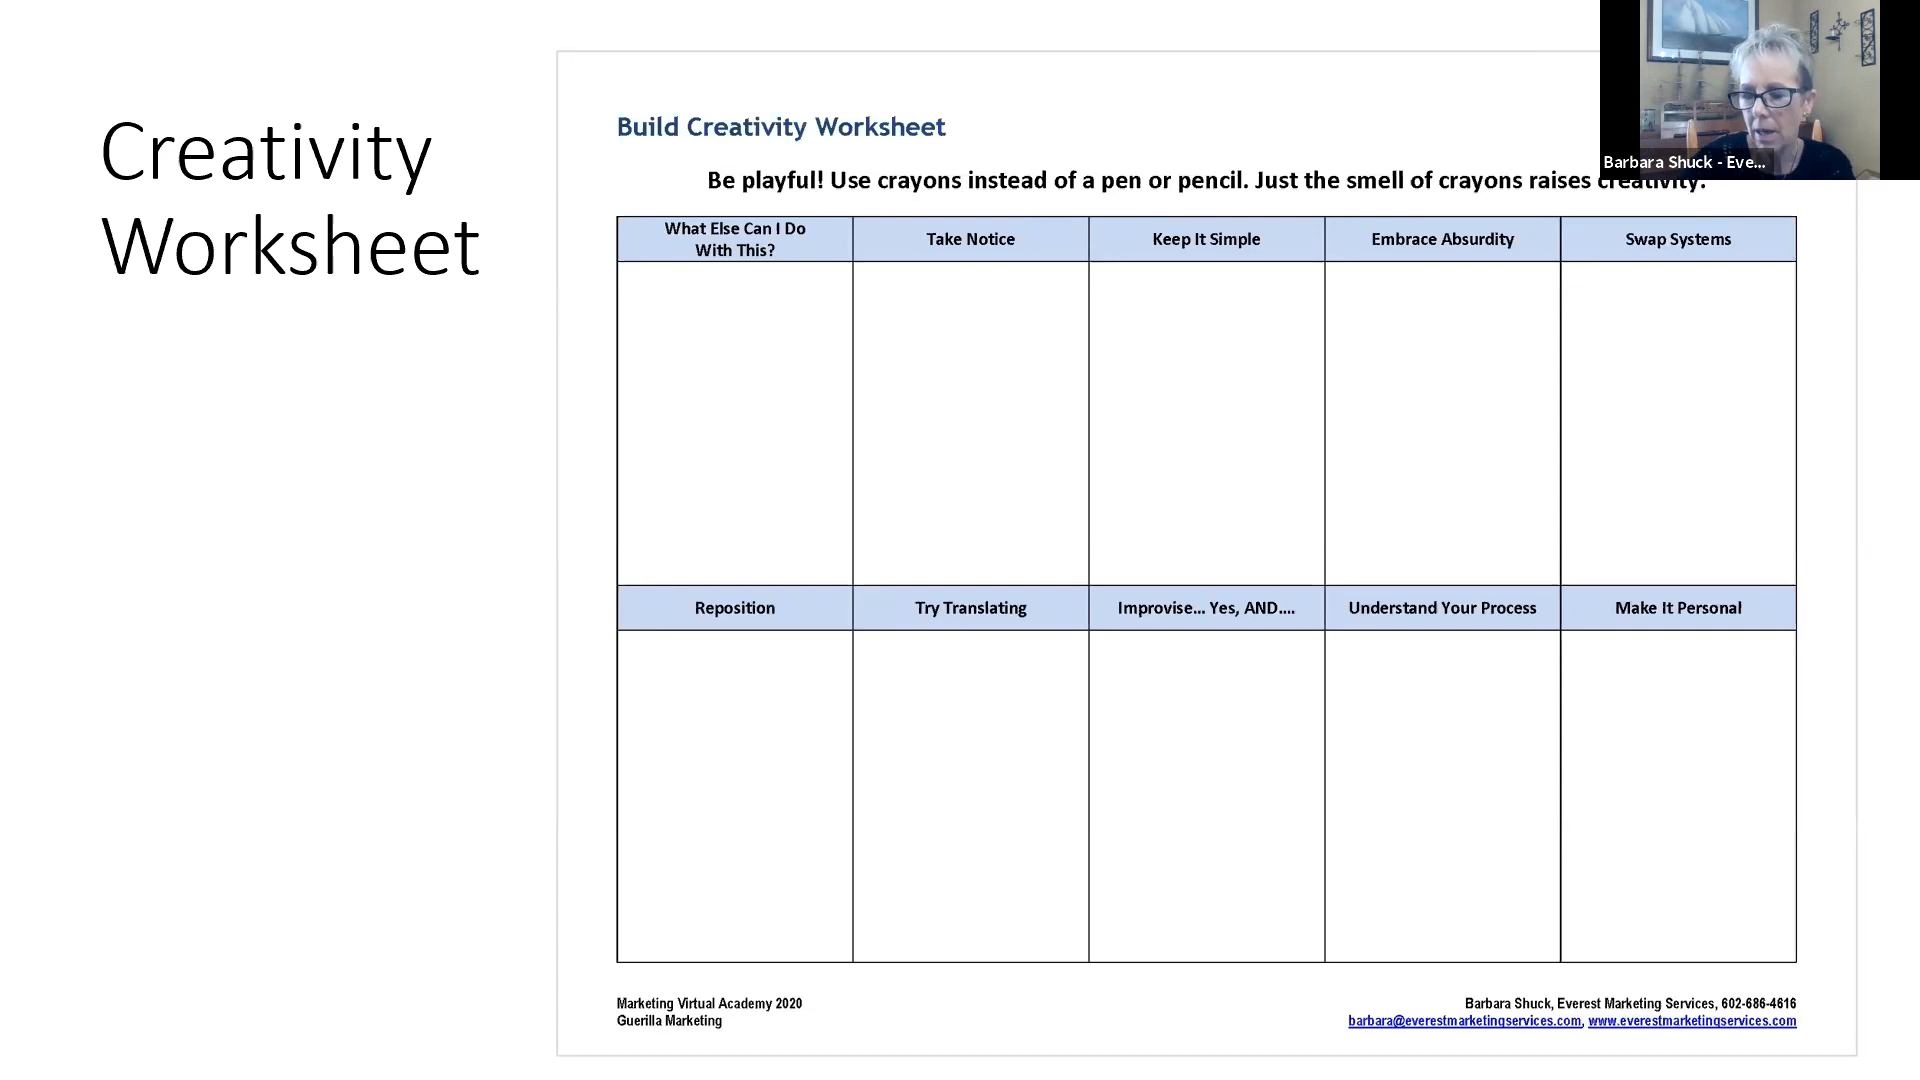 Creativity
Worksheet
Barbara Shuck - Eve...
Build Creativity Worksheet
Be playful! Use crayons instead of a pen or pencil. Just the smell of crayons raises creativity.
What Else Can I Do
With This?
Take Notice
Keep It Simple
Embrace Absurdity
Swap Systems
Reposition
Try Translating
Improvise... Yes, AND....
Understand Your Process
Make It Personal
Marketing Virtual Academy 2020
Guerilla Marketing
Barbara Shuck, Everest Marketing Services, 602-686-4616
barbara@everestmarketingservices.com, www.everestmarketingservices.com